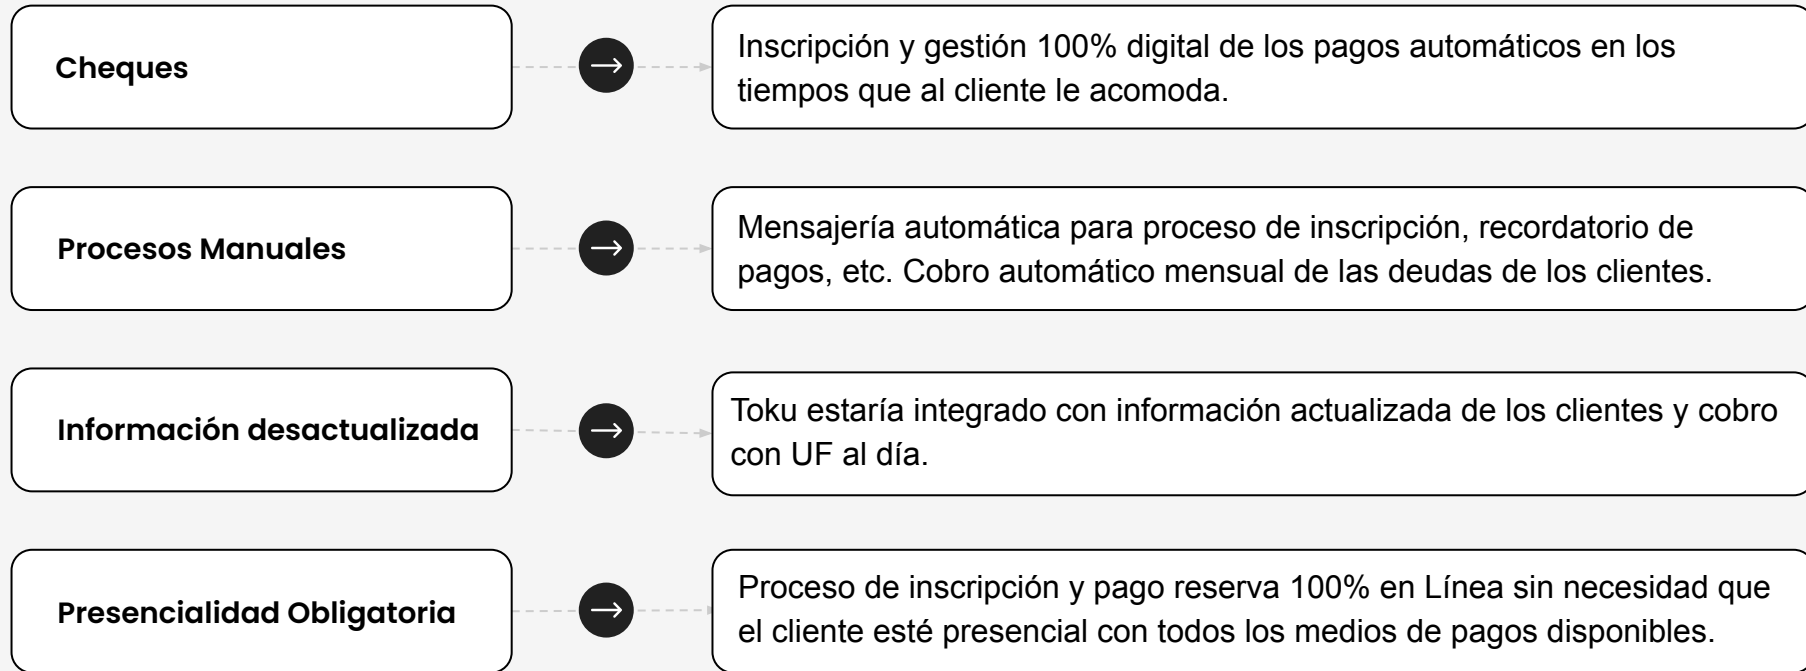 Cheques
Inscripción y gestión 100% digital de los pagos automáticos en los
tiempos que al cliente le acomoda.
Procesos Manuales
Mensajería automática para proceso de inscripción, recordatorio de
pagos, etc. Cobro automático mensual de las deudas de los clientes.
Información desactualizada
Toku estaría integrado con información actualizada de los clientes y cobro
con UF al día.
Presencialidad Obligatoria
Proceso de inscripción y pago reserva 100% en Línea sin necesidad que
el cliente esté presencial con todos los medios de pagos disponibles.